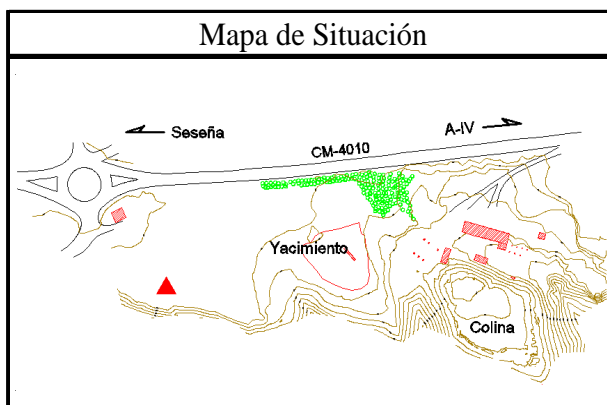 Mapa de Situación
A-IV
Seseña
CM-4010
Yacimiento
Colina